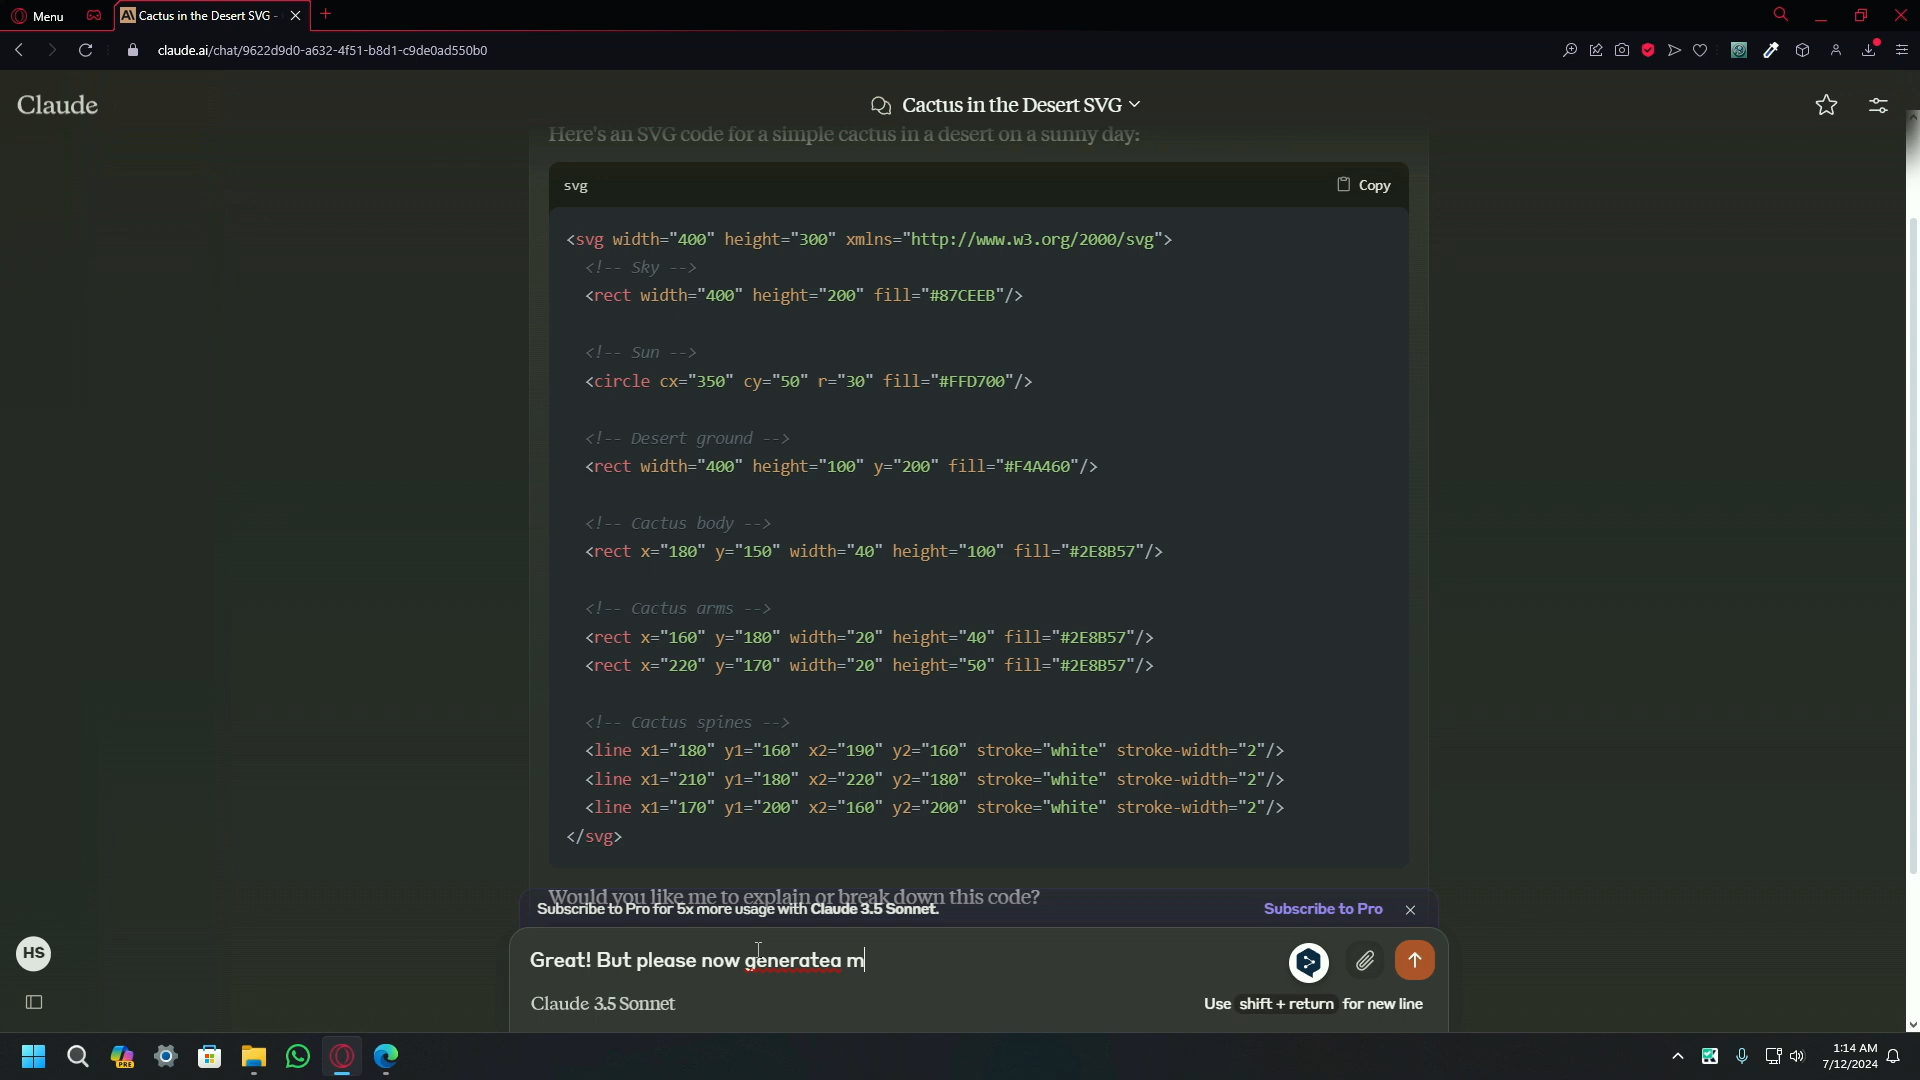 Menu
Cactus in the Desert SVG -
claude.ai/chat/9622d9d0-a632-4f51-b8d1-c9de0ad550b0
Claude
Cactus in the Desert SVG
Here's an SVG code for a simple cactus in a desert on a sunny day:
svg
Copy
<svg width="400" height="300" xmlns="http://www.w3.org/2000/svg">
<!-- Sky -->
<rect width="400" height="200" fill="#87CEEB"/>
<!-- Sun -->
<circle cx="350" cy="50" r="30" fill="#FFD700"/>
<!-- Desert ground -->
<rect width="400" height="100" y="200" fill="#F4A460"/>
<!-- Cactus body -->
<rect x="180" y="150" width="40" height="100" fill="#2E8B57"/>
<!-- Cactus arms -->
<rect x="160" y="180" width="20" height="40" fill="#2E8B57"/>
<rect x="220" y="170" width="20" height="50" fill="#2E8B57"/>
<!-- Cactus spines -->
<line x1="180" y1="160" x2="190" y2="160" stroke="white" stroke-width="2"/>
<line x1="210" y1="180" x2="220" y2="180" stroke="white" stroke-width="2"/>
<line x1="170" y1="200" x2="160" y2="200" stroke="white" stroke-width="2"/>
</svg>
Would you like me to explain or break down this code?
Subscribe to Pro for 5x more usage with Claude 3.5 Sonnet.
Subscribe to Pro
HS
Great! But please now generatea m
Claude 3.5 Sonnet
Use shift + return for new line
PRE
1:14 AM
7/12/2024